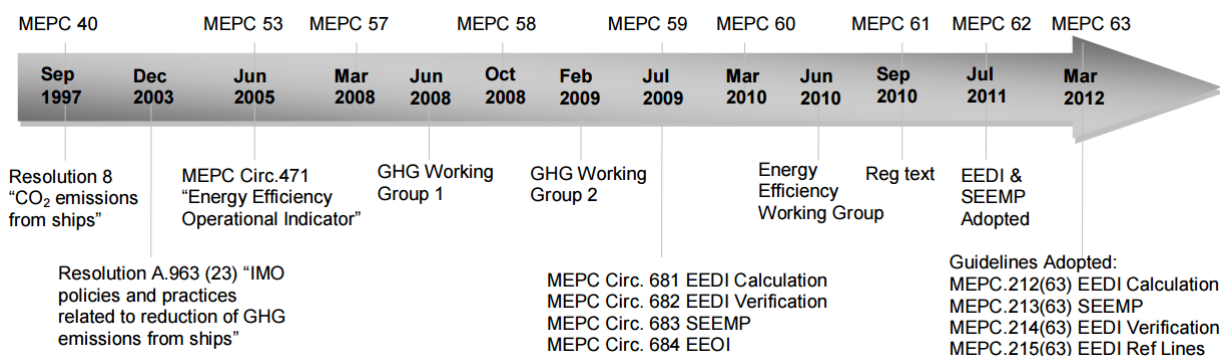 MEPC 40
MEPC 53
MEPC 57
MEPC 58
MEPC 59
MEPC 60
MEPC 61
MEPC 62
MEPC 63
Sep
1997
Dec
2003
Jun
2005
Mar
2008
Jun
2008
Oct
2008
Feb
2009
Jul
2009
Mar
2010
Jun
2010
Sep
2010
Jul
2011
Mar
2012
Resolution 8
“CO₂ emissions
from ships”
MEPC Circ.471
“Energy Efficiency
Operational Indicator”
GHG Working
Group 1
GHG Working
Group 2
Energy
Efficiency
Working Group
Reg text
EEDI &
SEEMP
Adopted
Resolution A.963 (23) “IMO
policies and practices
related to reduction of GHG
emissions from ships”
MEPC Circ. 681 EEDI Calculation
MEPC Circ. 682 EEDI Verification
MEPC Circ. 683 SEEMP
MEPC Circ. 684 EEOI
Guidelines Adopted:
MEPC.212(63) EEDI Calculation
MEPC.213(63) SEEMP
MEPC.214(63) EEDI Verification
MEPC.215(63) EEDI Ref Lines